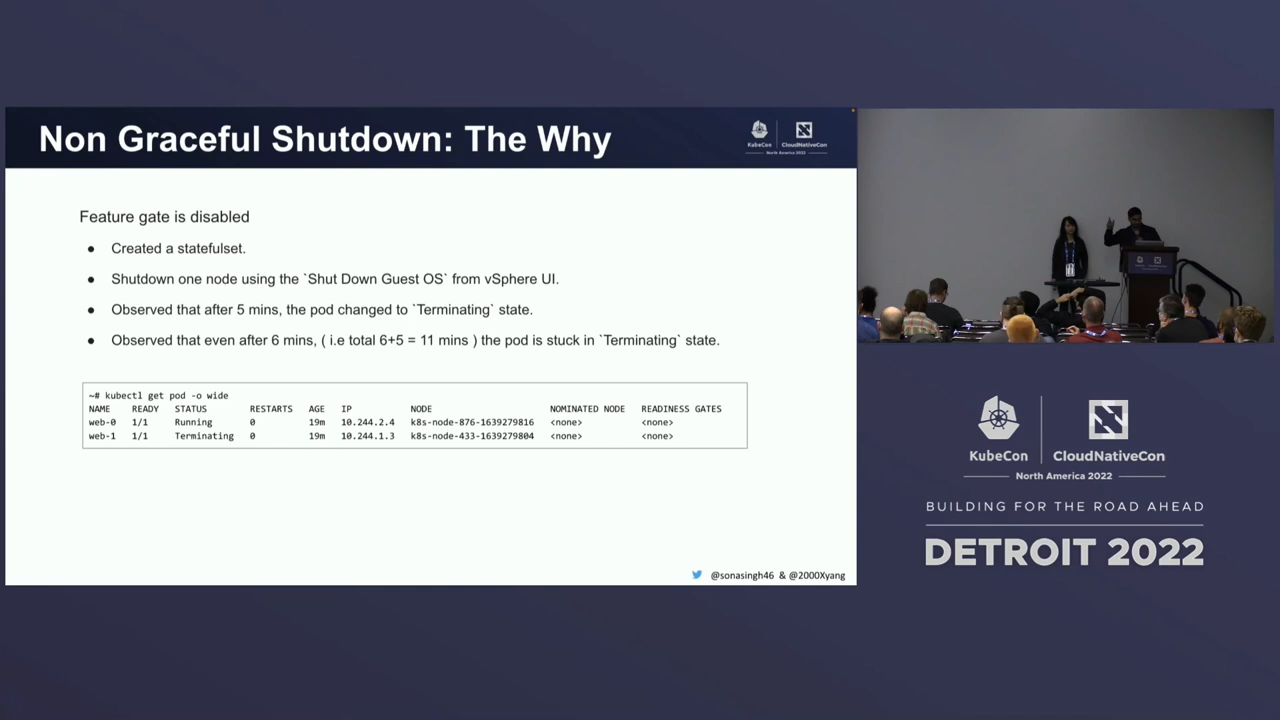 Non Graceful Shutdown: The Why
KubeCon CloudNativeCon
North America 2022
Feature gate is disabled
● Created a statefulset.
● Shutdown one node using the `Shut Down Guest OS` from vSphere UI.
● Observed that after 5 mins, the pod changed to `Terminating` state.
● Observed that even after 6 mins, ( i.e total 6+5 = 11 mins ) the pod is stuck in `Terminating` state.
~# kubectl get pod -o wide
NAME READY STATUS RESTARTS AGE IP NODE NOMINATED NODE READINESS GATES
web-0 1/1 Running 0 19m 10.244.2.4 k8s-node-876-1639279816 <none> <none>
web-1 1/1 Terminating 0 19m 10.244.1.3 k8s-node-433-1639279804 <none> <none>
@sonasingh46 & @2000Xyang
KubeCon CloudNativeCon
North America 2022
BUILDING FOR THE ROAD AHEAD
DETROIT 2022